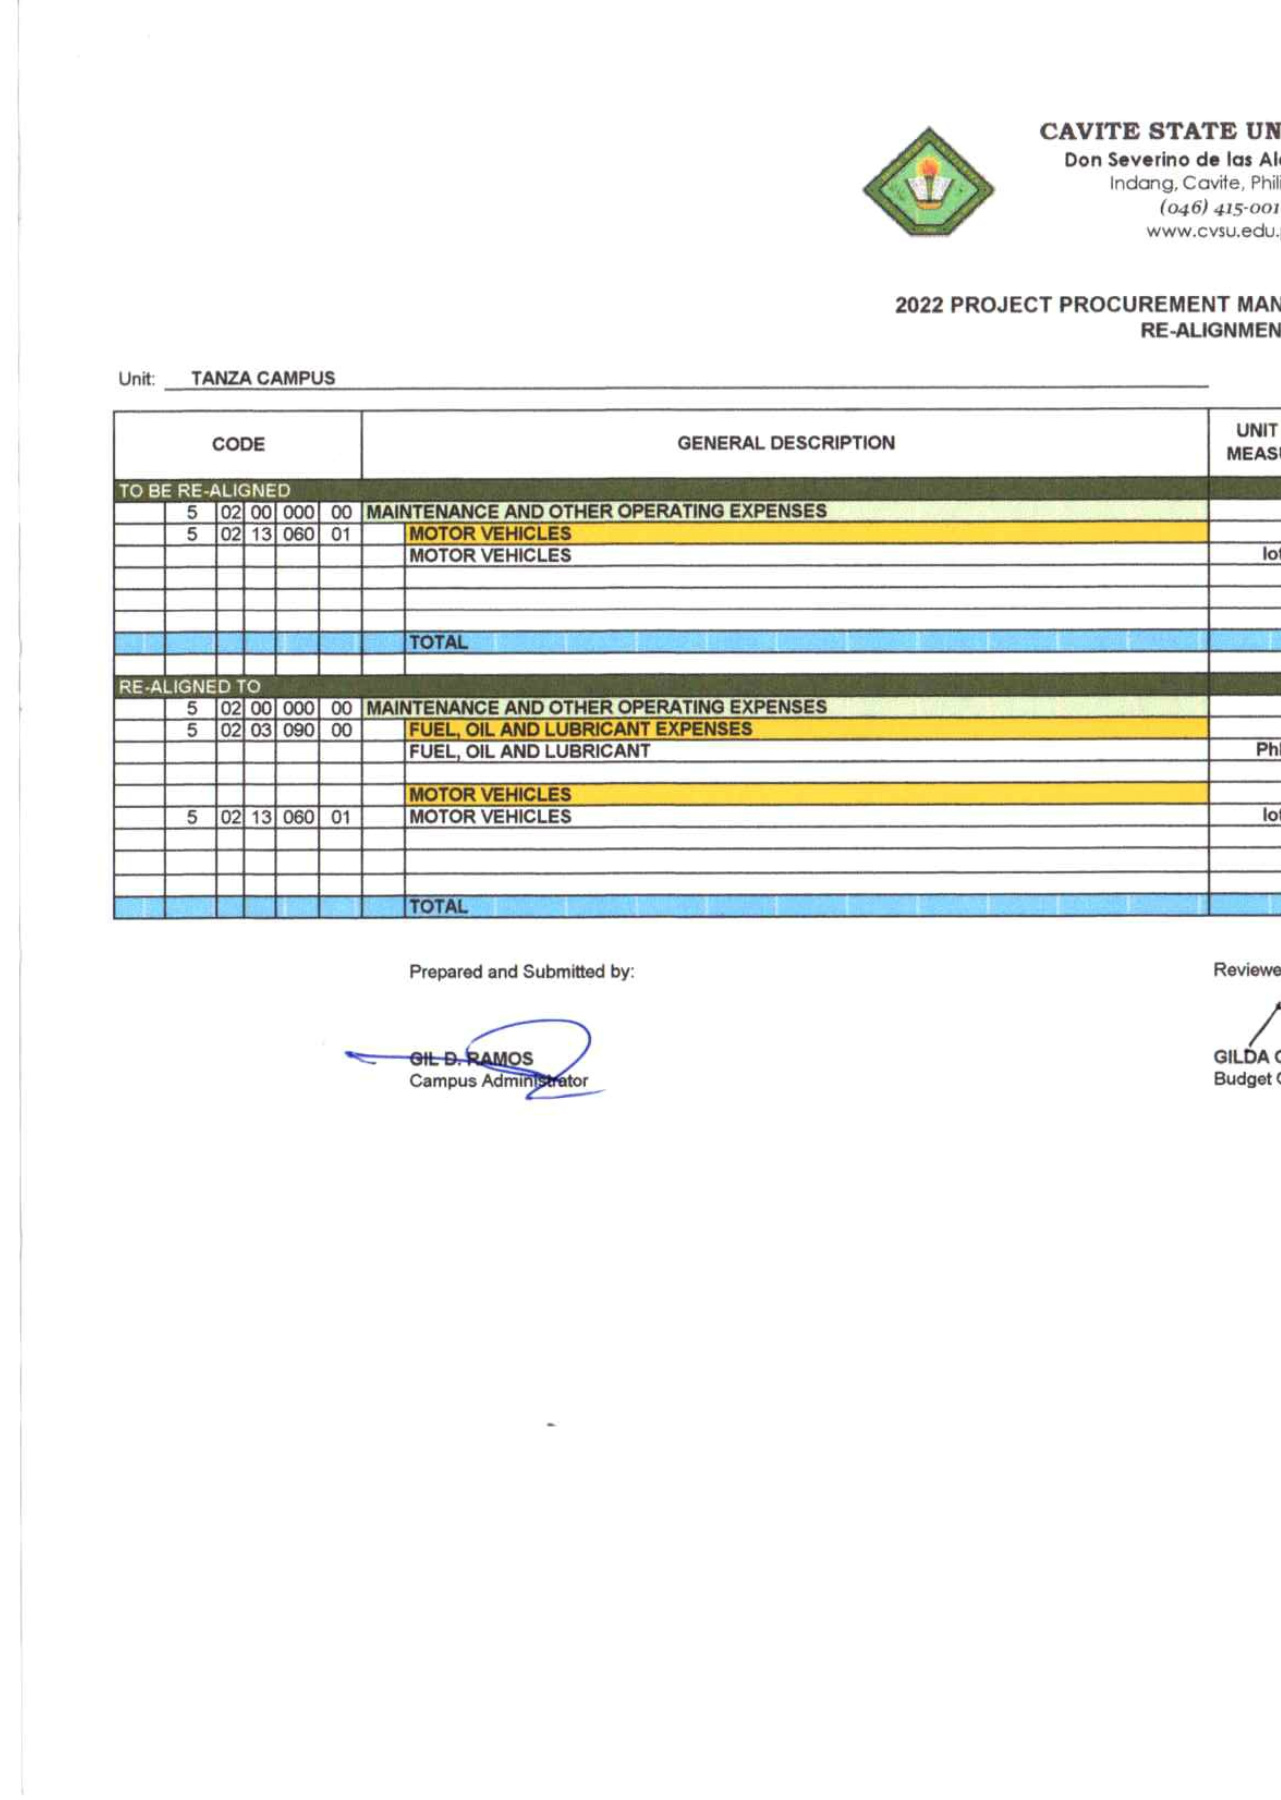 CAVITE STATE UN
Don Severino de las Al
Indang, Cavite, Phili
(046) 415-001
www.cvsu.edu.
2022 PROJECT PROCUREMENT MAN
RE-ALIGNMEN
Unit: TANZA CAMPUS
CODE GENERAL DESCRIPTION UNIT
MEAS
TO BE RE-ALIGNED
5 02 00 000 00 MAINTENANCE AND OTHER OPERATING EXPENSES
5 02 13 060 01 MOTOR VEHICLES
MOTOR VEHICLES lot
TOTAL
RE-ALIGNED TO
5 02 00 000 00 MAINTENANCE AND OTHER OPERATING EXPENSES
5 02 03 090 00 FUEL, OIL AND LUBRICANT EXPENSES
FUEL, OIL AND LUBRICANT Ph
MOTOR VEHICLES
5 02 13 060 01 MOTOR VEHICLES lot
TOTAL
Prepared and Submitted by: Reviewe
GIL D. RAMOS GILDA
Campus Administrator Budget